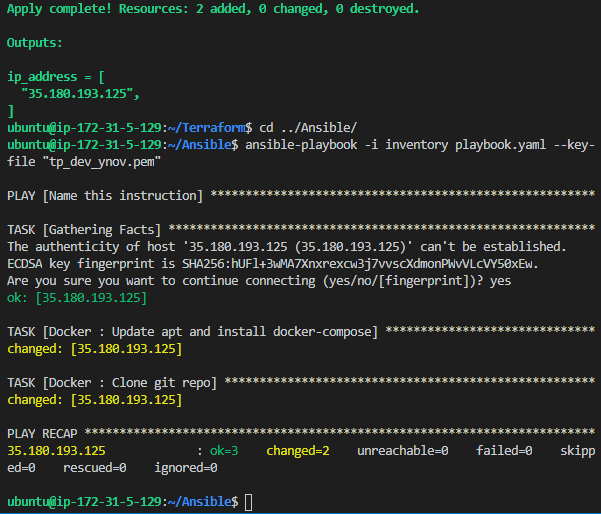 Apply complete! Resources: 2 added, 0 changed, 0 destroyed.
Outputs:
ip_address = [
  "35.180.193.125",
]
ubuntu@ip-172-31-5-129:~/Terraform$ cd ../Ansible/
ubuntu@ip-172-31-5-129:~/Ansible$ ansible-playbook -i inventory playbook.yaml --key-
file "tp_dev_ynov.pem"
PLAY [Name this instruction] *******************************************************
TASK [Gathering Facts] *************************************************************
The authenticity of host '35.180.193.125 (35.180.193.125)' can't be established.
ECDSA key fingerprint is SHA256:hUFl+3wMA7Xnxrexcw3j7vvscXdmonPWvVLcVY50xEw.
Are you sure you want to continue connecting (yes/no/[fingerprint])? yes
ok: [35.180.193.125]
TASK [Docker : Update apt and install docker-compose] ******************************
changed: [35.180.193.125]
TASK [Docker : Clone git repo] *****************************************************
changed: [35.180.193.125]
PLAY RECAP *************************************************************************
35.180.193.125             : ok=3    changed=2    unreachable=0    failed=0    skipp
ed=0    rescued=0    ignored=0
ubuntu@ip-172-31-5-129:~/Ansible$